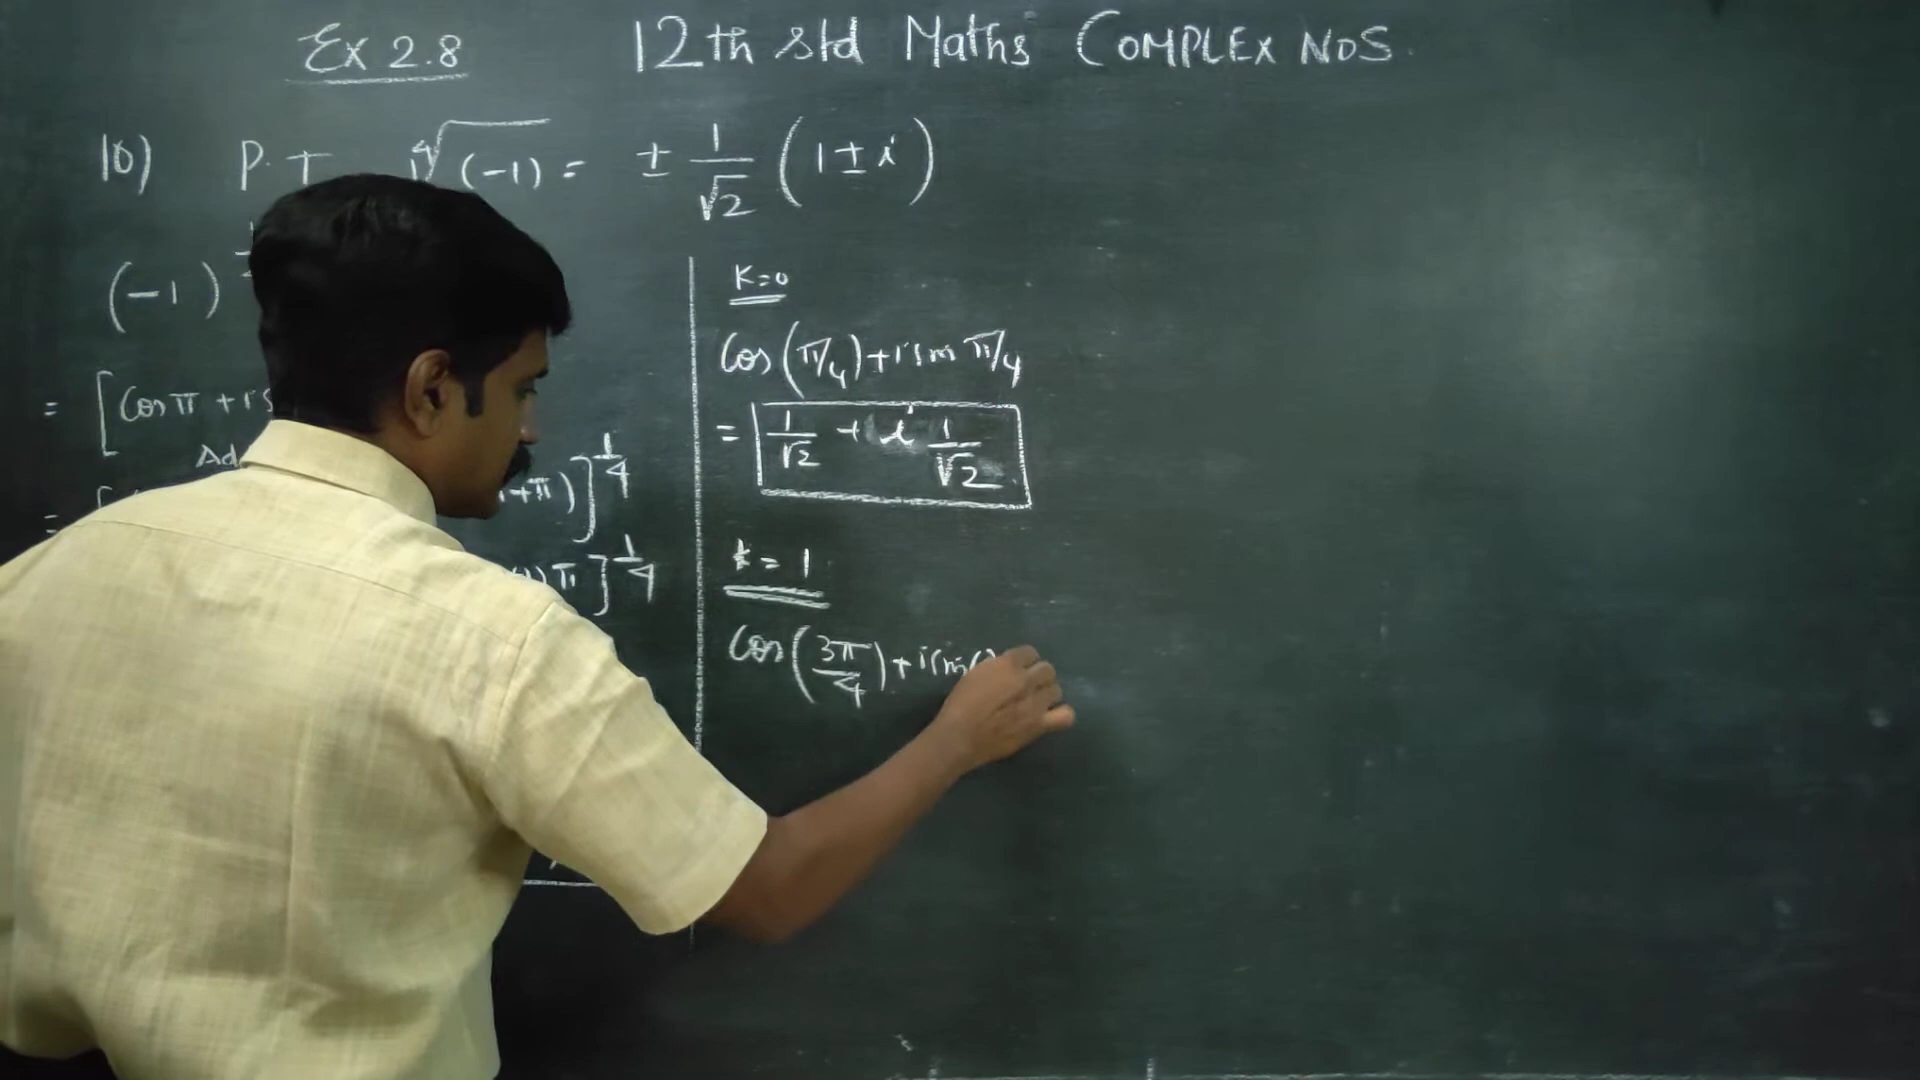 Ex 2.8
12th std Maths COMPLEX NOS.
10) P.T ∜(-1) = ± 1/√2 (1 ± i)
(-1)
= [Cos π + i s
Ad
= +π)]^1/4
π]^1/4
K=0
Cos(π/4) + i sin π/4
= 1/√2 + i 1/√2
k = 1
Cos(3π/4) + i sin(